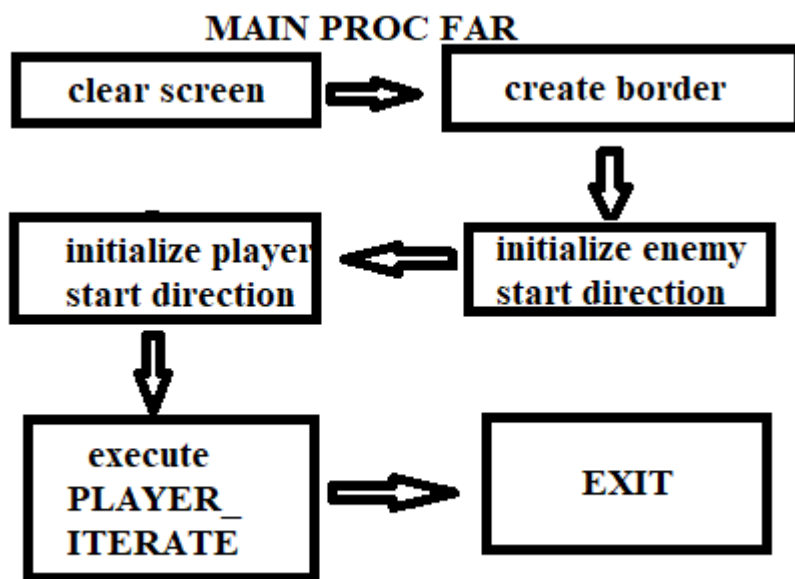 MAIN PROC FAR
clear screen
create border
initialize enemy
start direction
initialize player
start direction
execute
PLAYER_
ITERATE
EXIT